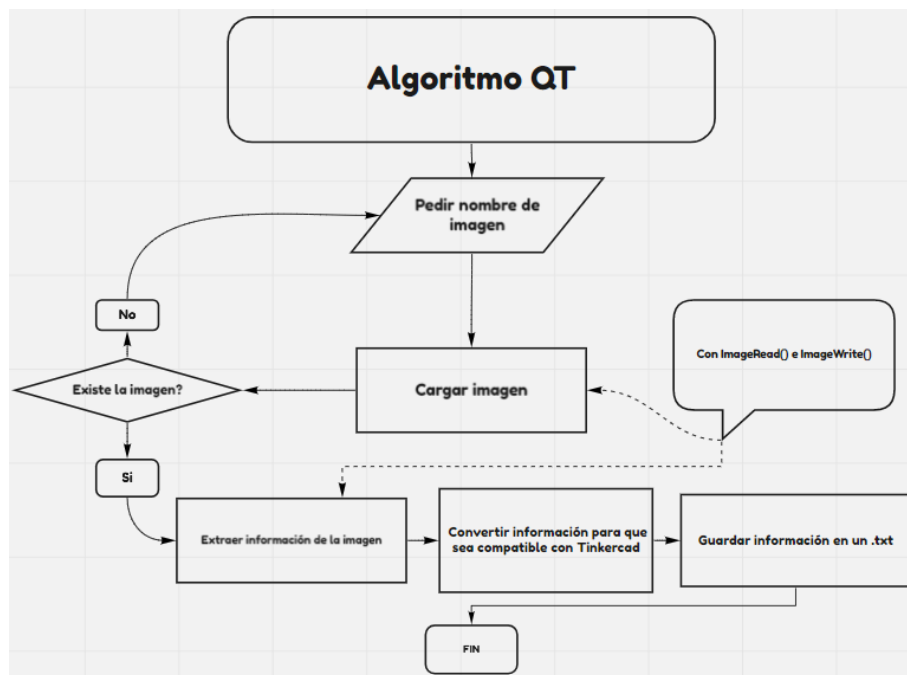 Algoritmo QT
Pedir nombre de
imagen
No
Con ImageRead() e ImageWrite()
Existe la imagen?
Cargar imagen
Si
Extraer información de la imagen
Convertir información para que
sea compatible con Tinkercad
Guardar información en un .txt
FIN